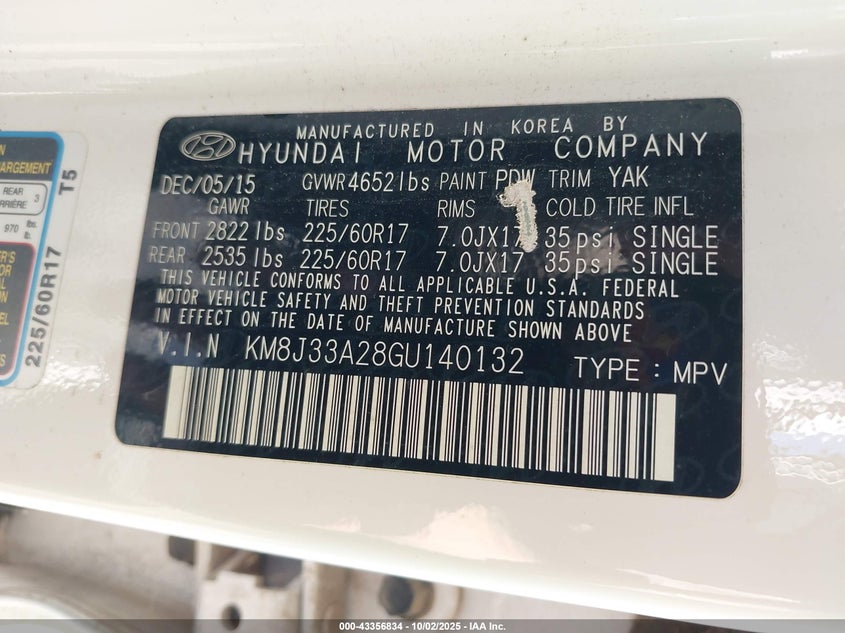 MANUFACTURED IN KOREA BY
HYUNDAI MOTOR COMPANY
DEC/05/15 GVWR 4652 lbs PAINT PDW TRIM YAK
GAWR TIRES RIMS COLD TIRE INFL
FRONT 2822 lbs 225/60R17 7.0JX17 35 psi SINGLE
REAR 2535 lbs 225/60R17 7.0JX17 35 psi SINGLE
THIS VEHICLE CONFORMS TO ALL APPLICABLE U.S.A. FEDERAL
MOTOR VEHICLE SAFETY AND THEFT PREVENTION STANDARDS
IN EFFECT ON THE DATE OF MANUFACTURE SHOWN ABOVE
V.I.N KM8J33A28GU140132 TYPE : MPV
REAR
3
970 lbs.
225/60R17 T5
000-43356834 - 10/02/2025 - IAA Inc.